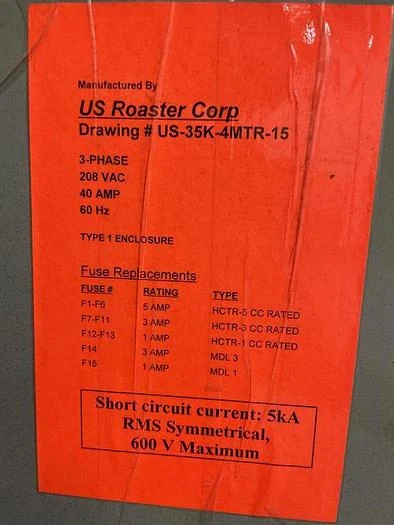 Manufactured By
US Roaster Corp
Drawing # US-35K-4MTR-15
3-PHASE
208 VAC
40 AMP
60 Hz
TYPE 1 ENCLOSURE
Fuse Replacements
FUSE # RATING TYPE
F1-F6 5 AMP HCTR-5 CC RATED
F7-F11 3 AMP HCTR-3 CC RATED
F12-F13 1 AMP HCTR-1 CC RATED
F14 3 AMP MDL 3
F15 1 AMP MDL 1
Short circuit current: 5kA
RMS Symmetrical,
600 V Maximum